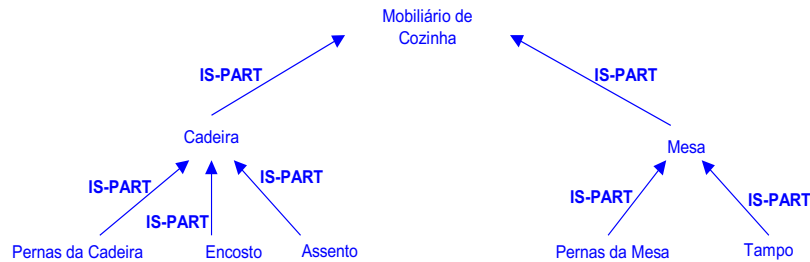 Mobiliário de
Cozinha
IS-PART
IS-PART
Cadeira
Mesa
IS-PART
IS-PART
IS-PART
IS-PART
IS-PART
Pernas da Cadeira
Encosto
Assento
Pernas da Mesa
Tampo